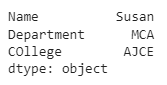 Name Susan
Department MCA
COllege AJCE
dtype: object